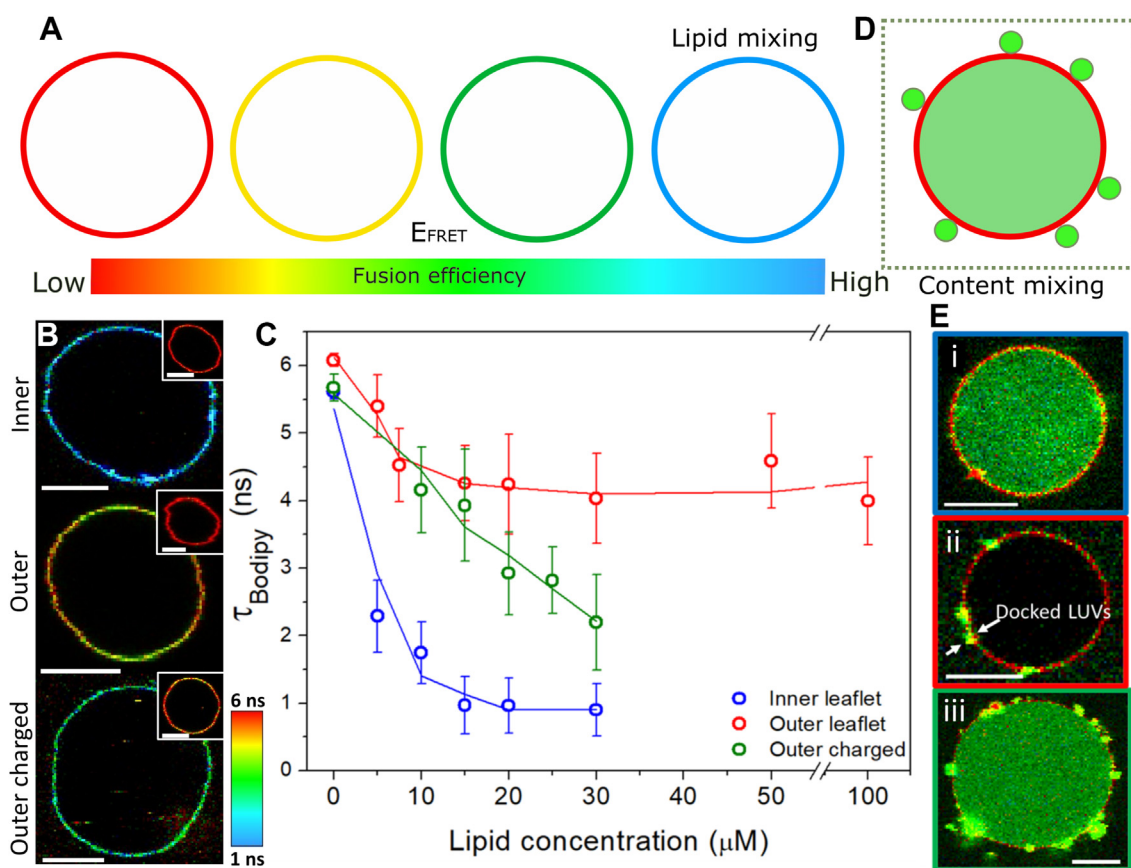 A
Lipid mixing
D
EFRET
Low
Fusion efficiency
High
Content mixing
B
Inner
Outer
Outer charged
6 ns
1 ns
C
τBodipy (ns)
6
5
4
3
2
1
0
0
10
20
30
50
100
Lipid concentration (μM)
Inner leaflet
Outer leaflet
Outer charged
E
i
ii
Docked LUVs
iii